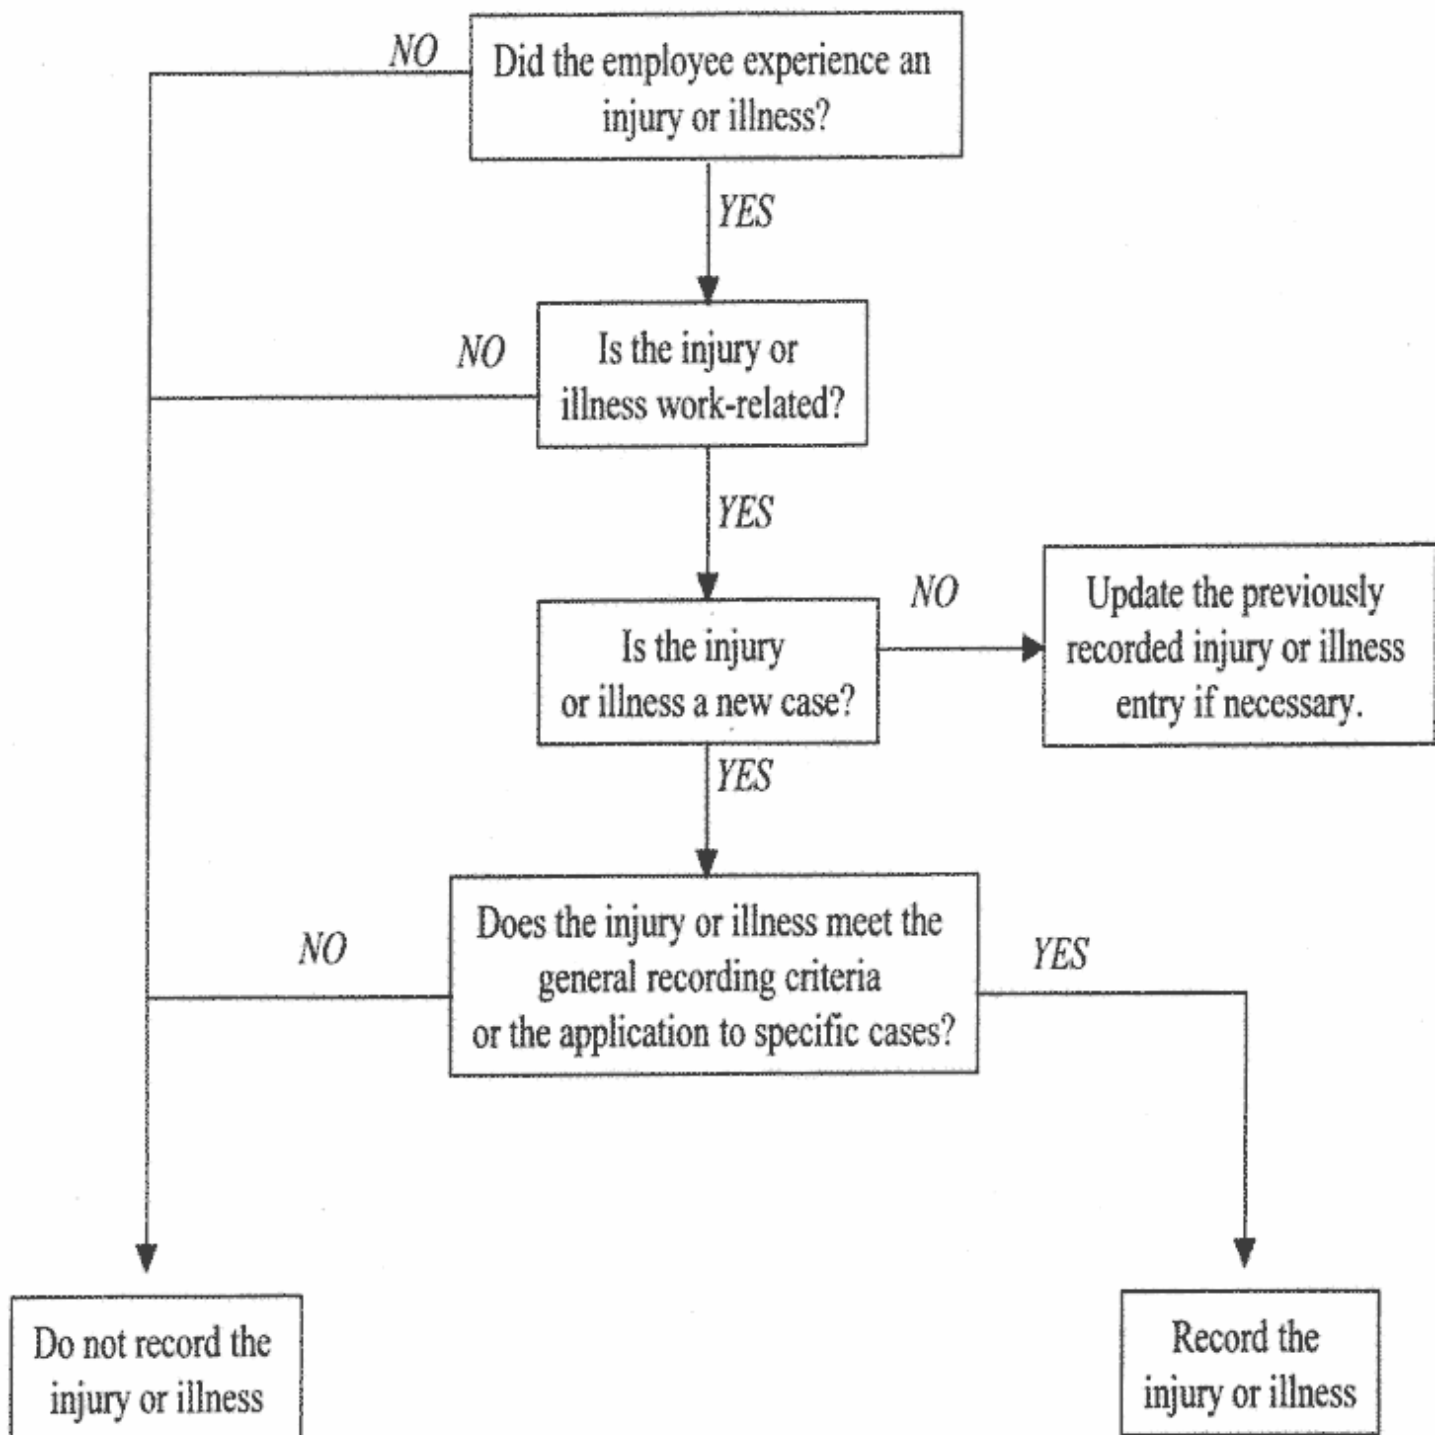 NO
Did the employee experience an
injury or illness?
YES
NO
Is the injury or
illness work-related?
YES
NO
Update the previously
recorded injury or illness
entry if necessary.
Is the injury
or illness a new case?
YES
NO
Does the injury or illness meet the
general recording criteria
or the application to specific cases?
YES
Do not record the
injury or illness
Record the
injury or illness